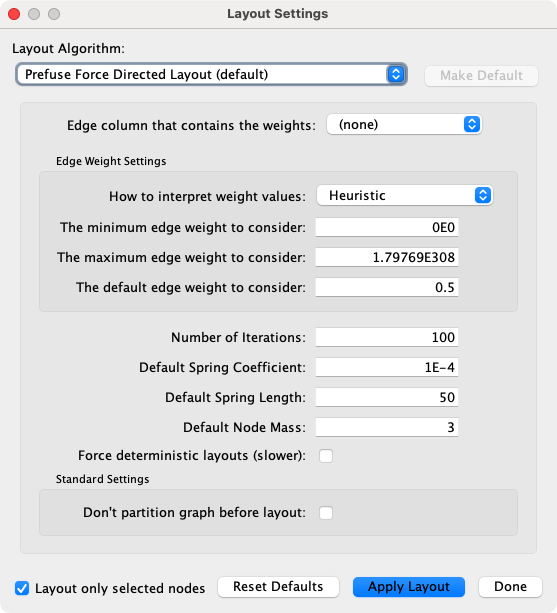 Layout Settings
Layout Algorithm:
Prefuse Force Directed Layout (default)
Make Default
Edge column that contains the weights:
(none)
Edge Weight Settings
How to interpret weight values:
Heuristic
The minimum edge weight to consider:
0E0
The maximum edge weight to consider:
1.79769E308
The default edge weight to consider:
0.5
Number of Iterations:
100
Default Spring Coefficient:
1E-4
Default Spring Length:
50
Default Node Mass:
3
Force deterministic layouts (slower):
Standard Settings
Don't partition graph before layout:
Layout only selected nodes
Reset Defaults
Apply Layout
Done